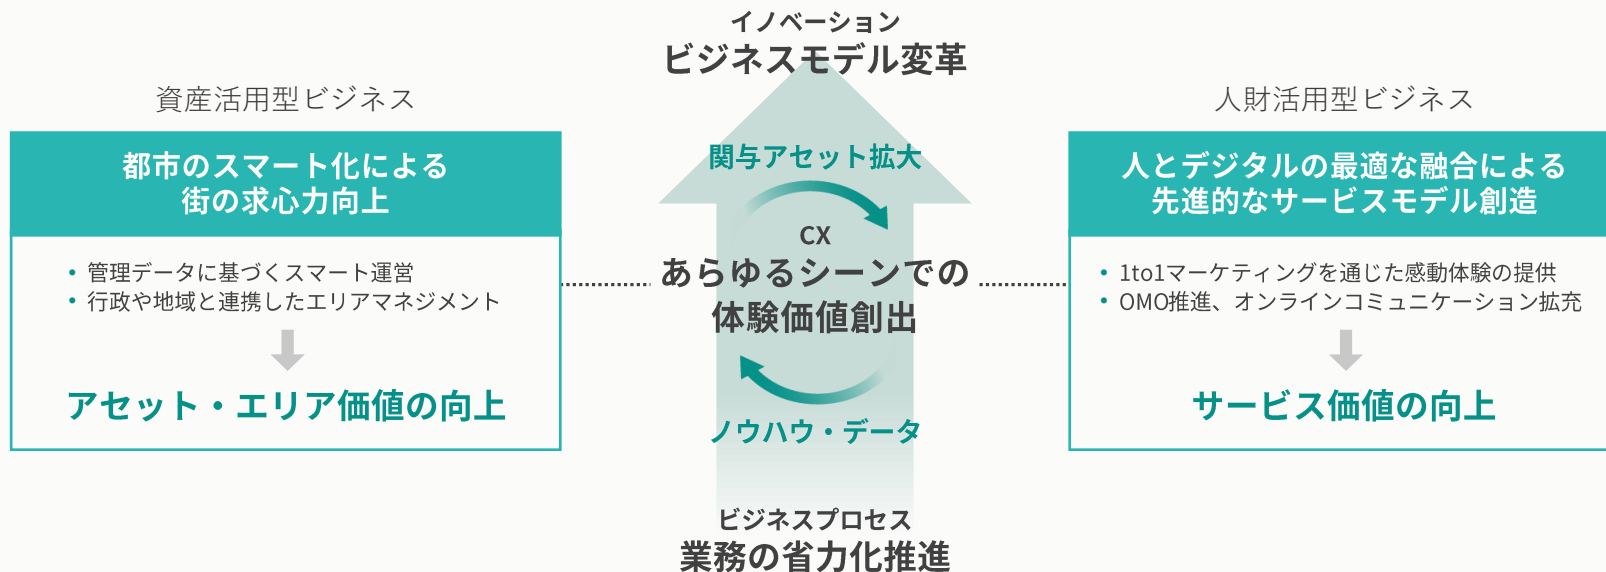 イノベーション
ビジネスモデル変革
資産活用型ビジネス
都市のスマート化による
街の求心力向上
• 管理データに基づくスマート運営
• 行政や地域と連携したエリアマネジメント
アセット・エリア価値の向上
関与アセット拡大
CX
あらゆるシーンでの
体験価値創出
ノウハウ・データ
ビジネスプロセス
業務の省力化推進
人財活用型ビジネス
人とデジタルの最適な融合による
先進的なサービスモデル創造
• 1to1マーケティングを通じた感動体験の提供
• OMO推進、オンラインコミュニケーション拡充
サービス価値の向上